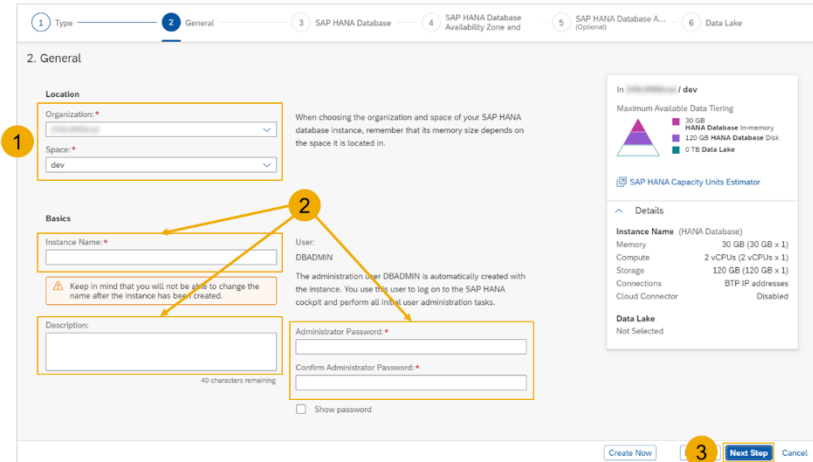 1 Type
2 General
3 SAP HANA Database
4 SAP HANA Database
Availability Zone and
5 SAP HANA Database A...
(Optional)
6 Data Lake
2. General
Location
1
Organization:*
Space:*
dev
When choosing the organization and space of your SAP HANA
database instance, remember that its memory size depends on
the space it is located in.
2
Basics
Instance Name:*
Keep in mind that you will not be able to change the
name after the instance has been created.
Description:
40 characters remaining
User:
DBADMIN
The administration user DBADMIN is automatically created with
the instance. You use this user to log on to the SAP HANA
cockpit and perform all initial user administration tasks.
Administrator Password:*
Confirm Administrator Password:*
Show password
In / dev
Maximum Available Data Tiering
30 GB
HANA Database In-memory
120 GB HANA Database Disk
0 TB Data Lake
SAP HANA Capacity Units Estimator
Details
Instance Name (HANA Database)
Memory 30 GB (30 GB x 1)
Compute 2 vCPUs (2 vCPUs x 1)
Storage 120 GB (120 GB x 1)
Connections BTP IP addresses
Cloud Connector Disabled
Data Lake
Not Selected
Create Now
3
Next Step
Cancel